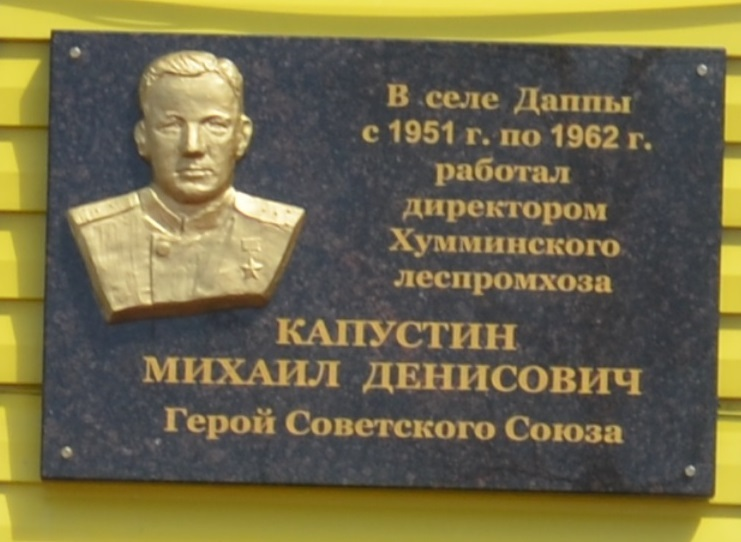 В селе Даппы
с 1951 г. по 1962 г.
работал
директором
Хумминского
леспромхоза
КАПУСТИН
МИХАИЛ ДЕНИСОВИЧ
Герой Советского Союза